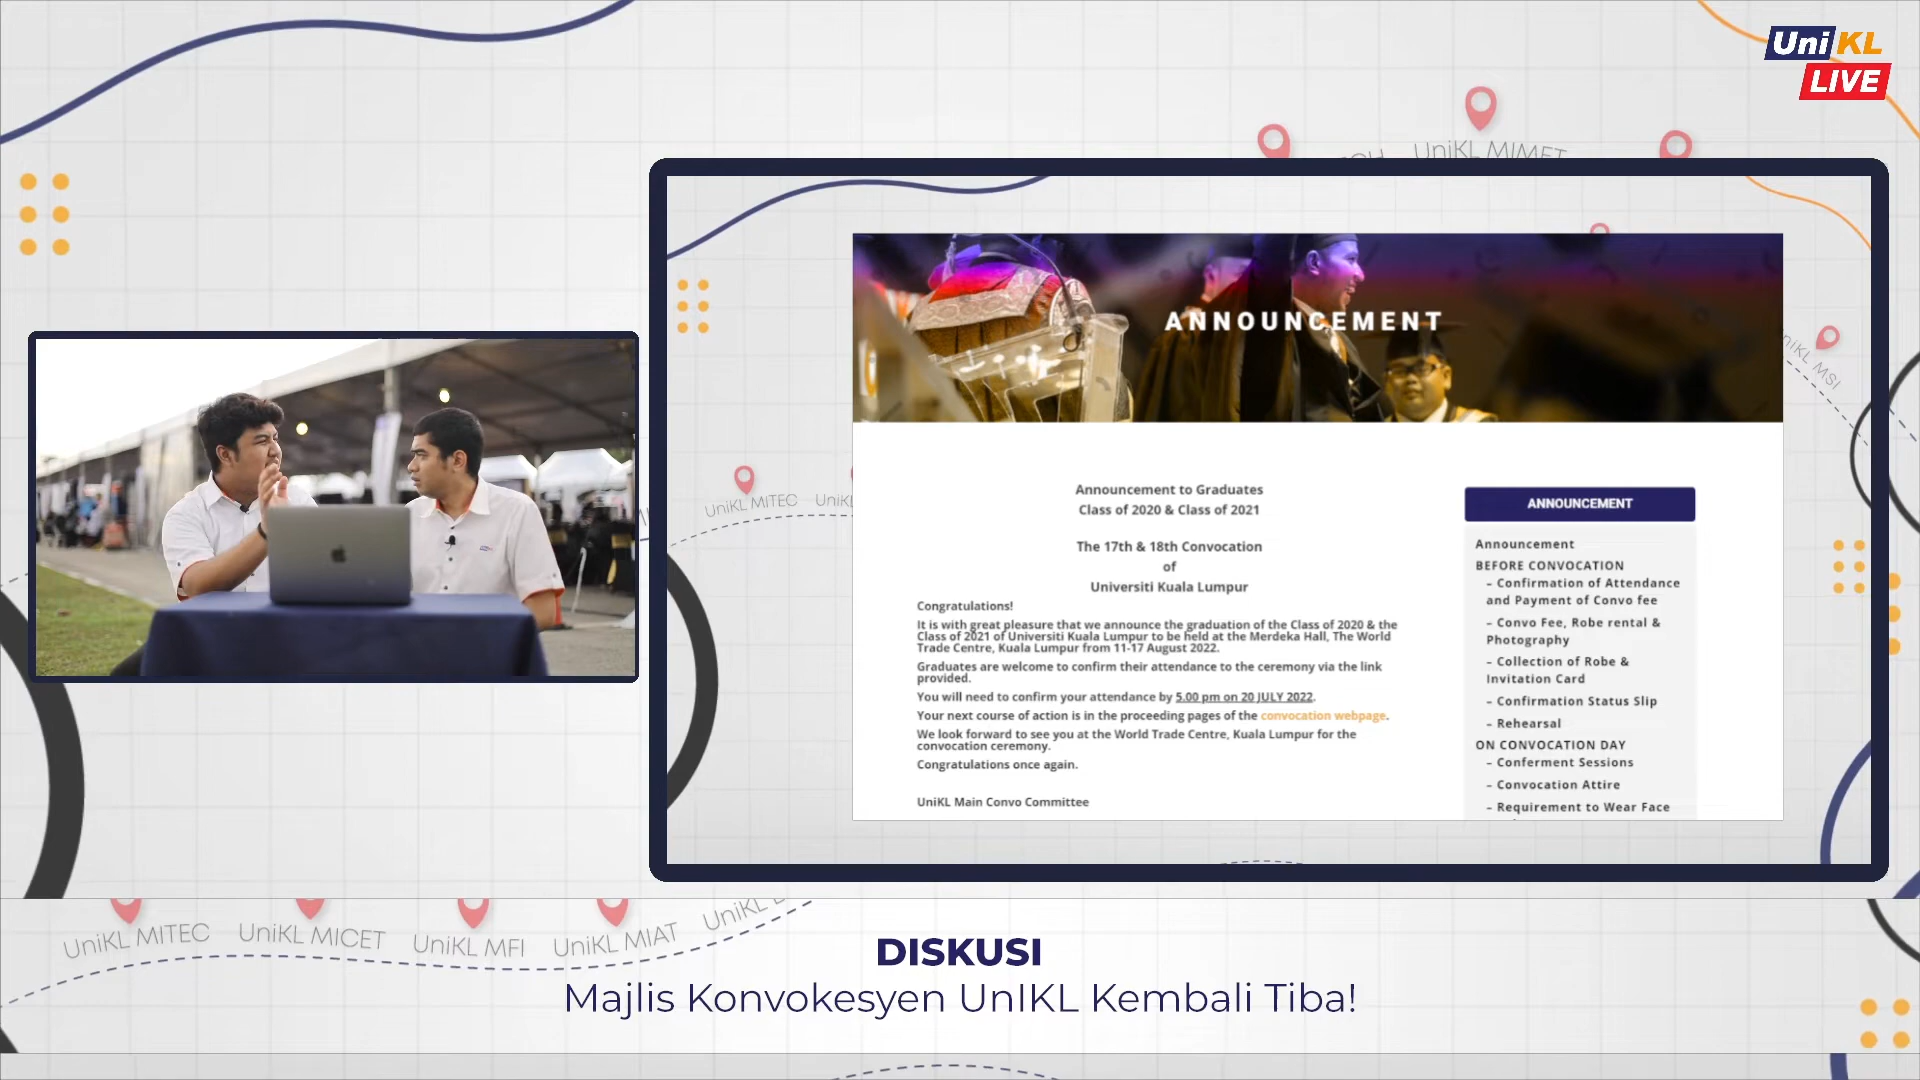 Uni KL
LIVE
UniKL MIMET
UniKL MSI
UniKL MITEC
ANNOUNCEMENT
Announcement to Graduates
Class of 2020 & Class of 2021
The 17th & 18th Convocation
of
Universiti Kuala Lumpur
Congratulations!
It is with great pleasure that we announce the graduation of the Class of 2020 & the
Class of 2021 of Universiti Kuala Lumpur to be held at the Merdeka Hall, The World
Trade Centre, Kuala Lumpur from 11-17 August 2022.
Graduates are welcome to confirm their attendance to the ceremony via the link
provided.
You will need to confirm your attendance by 5.00 pm on 20 JULY 2022.
Your next course of action is in the proceeding pages of the convocation webpage.
We look forward to see you at the World Trade Centre, Kuala Lumpur for the
convocation ceremony.
Congratulations once again.
UniKL Main Convo Committee
ANNOUNCEMENT
Announcement
BEFORE CONVOCATION
– Confirmation of Attendance
and Payment of Convo fee
– Convo Fee, Robe rental &
Photography
– Collection of Robe &
Invitation Card
– Confirmation Status Slip
– Rehearsal
ON CONVOCATION DAY
– Conferment Sessions
– Convocation Attire
– Requirement to Wear Face
UniKL MITEC
UniKL MICET
UniKL MFI
UniKL MIAT
UniKL
DISKUSI
Majlis Konvokesyen UnIKL Kembali Tiba!